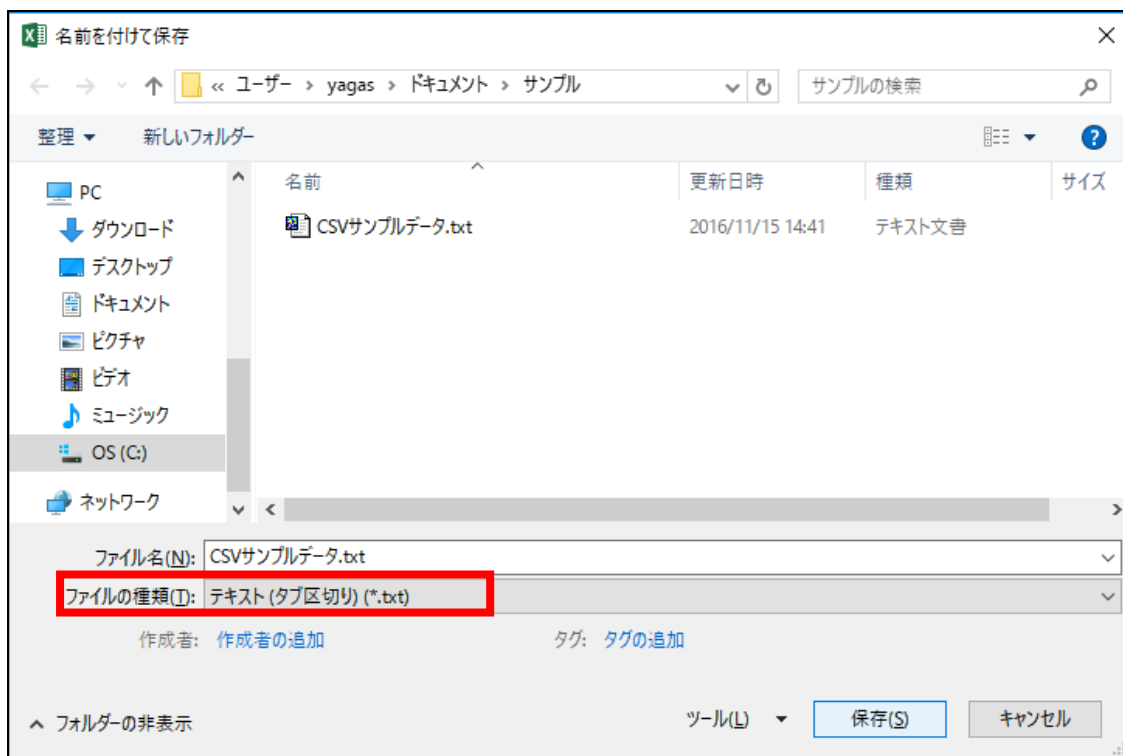 名前を付けて保存
« ユーザー › yagas › ドキュメント › サンプル サンプルの検索
整理 新しいフォルダー
PC 名前 更新日時 種類 サイズ
ダウンロード CSVサンプルデータ.txt 2016/11/15 14:41 テキスト文書
デスクトップ
ドキュメント
ピクチャ
ビデオ
ミュージック
OS (C:)
ネットワーク
ファイル名(N): CSVサンプルデータ.txt
ファイルの種類(T): テキスト (タブ区切り) (*.txt)
作成者: 作成者の追加 タグ: タグの追加
フォルダーの非表示 ツール(L) 保存(S) キャンセル